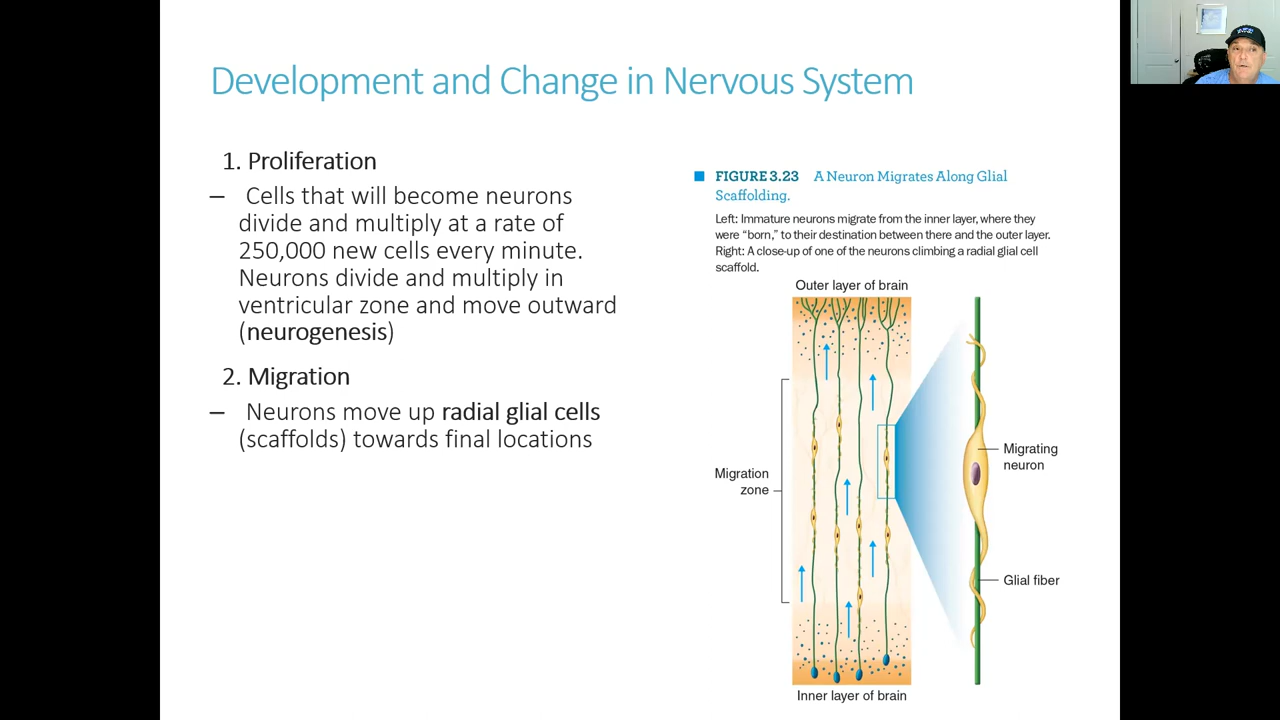 Development and Change in Nervous System
1. Proliferation
– Cells that will become neurons
divide and multiply at a rate of
250,000 new cells every minute.
Neurons divide and multiply in
ventricular zone and move outward
(neurogenesis)
2. Migration
– Neurons move up radial glial cells
(scaffolds) towards final locations
FIGURE 3.23 A Neuron Migrates Along Glial
Scaffolding.
Left: Immature neurons migrate from the inner layer, where they
were “born,” to their destination between there and the outer layer.
Right: A close-up of one of the neurons climbing a radial glial cell
scaffold.
Outer layer of brain
Migration
zone
Migrating
neuron
Glial fiber
Inner layer of brain